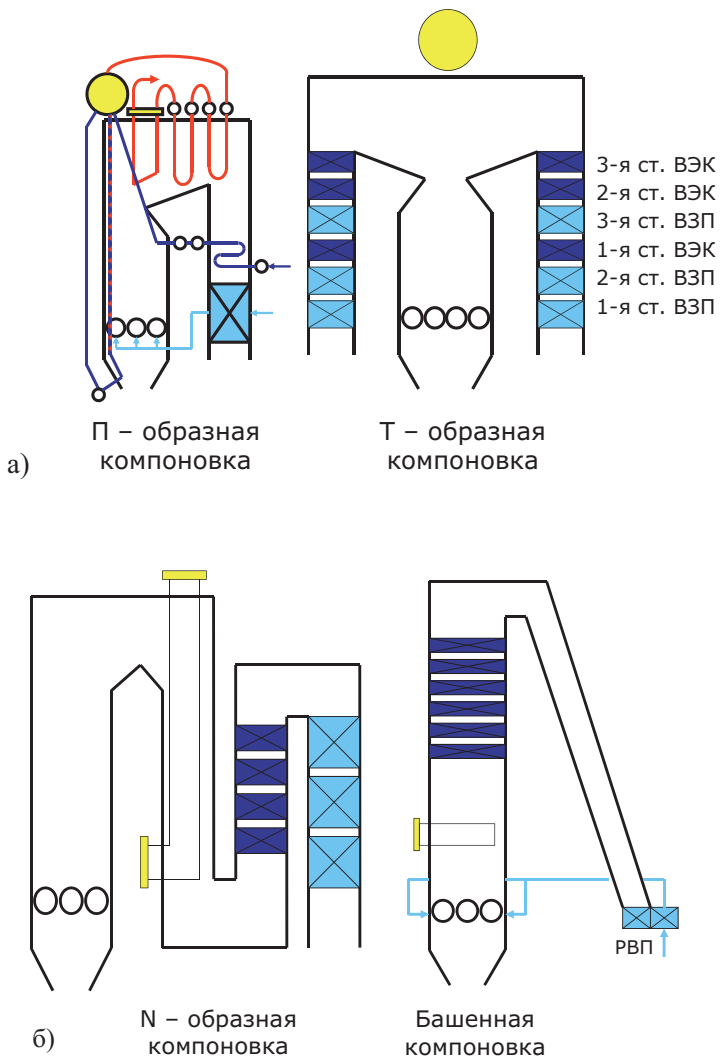 3-я ст. ВЭК
2-я ст. ВЭК
3-я ст. ВЗП
1-я ст. ВЭК
2-я ст. ВЗП
1-я ст. ВЗП
П – образная
компоновка
Т – образная
компоновка
а)
РВП
N – образная
компоновка
Башенная
компоновка
б)